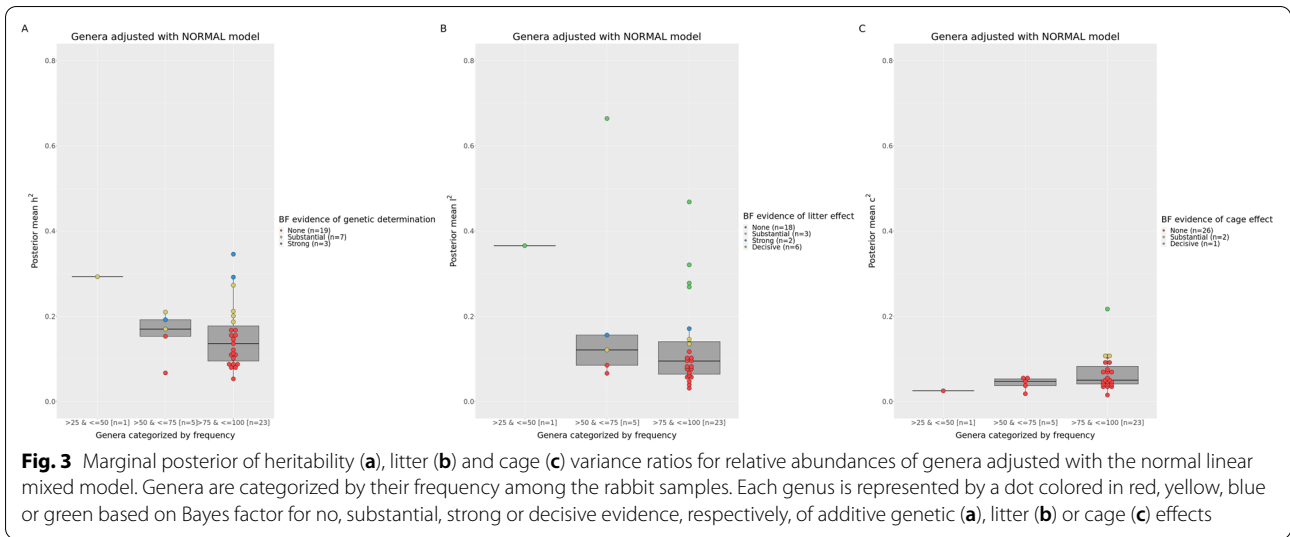 A
Genera adjusted with NORMAL model
0.8
0.6
0.4
0.2
0.0
Posterior mean h²
>25 & <=50 [n=1] >50 & <=75 [n=5] >75 & <=100 [n=23]
Genera categorized by frequency
BF evidence of genetic determination
None (n=19)
Substantial (n=7)
Strong (n=3)
B
Genera adjusted with NORMAL model
0.8
0.6
0.4
0.2
0.0
Posterior mean l²
>25 & <=50 [n=1] >50 & <=75 [n=5] >75 & <=100 [n=23]
Genera categorized by frequency
BF evidence of litter effect
None (n=18)
Substantial (n=3)
Strong (n=2)
Decisive (n=6)
C
Genera adjusted with NORMAL model
0.8
0.6
0.4
0.2
0.0
Posterior mean c²
>25 & <=50 [n=1] >50 & <=75 [n=5] >75 & <=100 [n=23]
Genera categorized by frequency
BF evidence of cage effect
None (n=26)
Substantial (n=2)
Decisive (n=1)
Fig. 3 Marginal posterior of heritability (a), litter (b) and cage (c) variance ratios for relative abundances of genera adjusted with the normal linear
mixed model. Genera are categorized by their frequency among the rabbit samples. Each genus is represented by a dot colored in red, yellow, blue
or green based on Bayes factor for no, substantial, strong or decisive evidence, respectively, of additive genetic (a), litter (b) or cage (c) effects